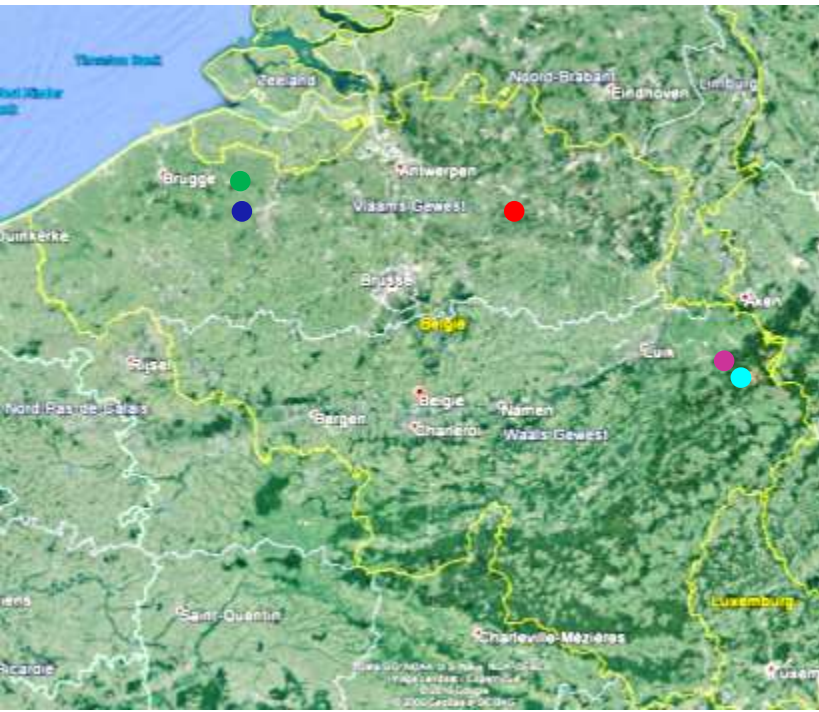 Zeeland
Noord-Brabant
Limburg
Eindhoven
Brugge
Antwerpen
Vlaams Gewest
Duinkerke
Brussel
Aken
België
Luik
Rijsel
België
Namen
Nord-Pas-de-Calais
Bergen
Charleroi
Waals Gewest
Luxemburg
Saint-Quentin
Charleville-Mézières